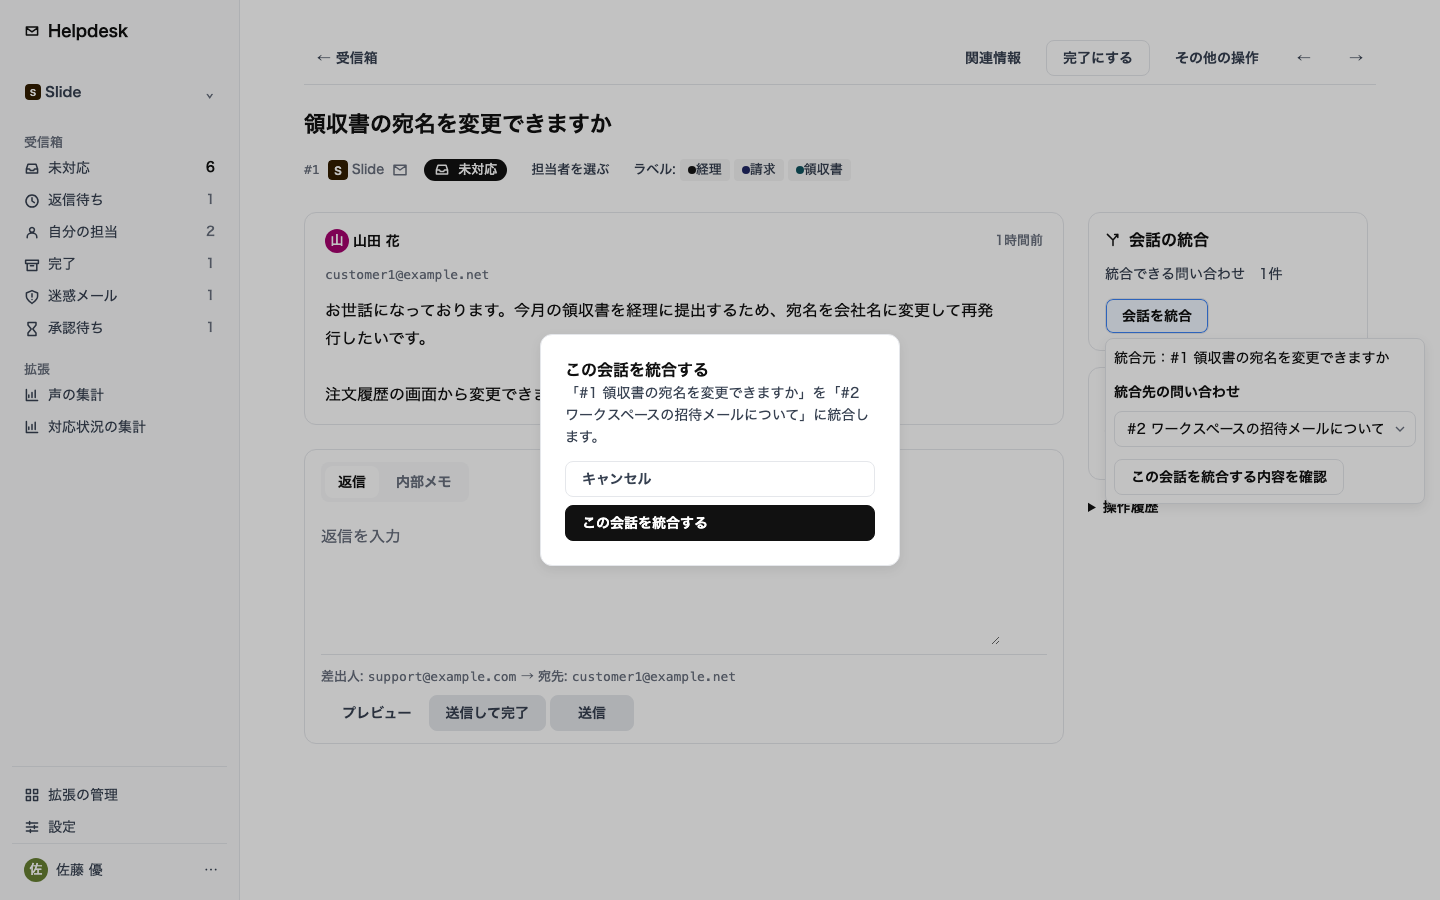 Helpdesk
S Slide
受信箱
未対応 6
返信待ち 1
自分の担当 2
完了 1
迷惑メール 1
承認待ち 1
拡張
声の集計
対応状況の集計
拡張の管理
設定
佐 佐藤 優 …
← 受信箱
関連情報 完了にする その他の操作 ← →
領収書の宛名を変更できますか
#1 S Slide 未対応 担当者を選ぶ ラベル: 経理 請求 領収書
山 山田 花 1時間前
customer1@example.net
お世話になっております。今月の領収書を経理に提出するため、宛名を会社名に変更して再発
行したいです。
注文履歴の画面から変更できま
返信 内部メモ
返信を入力
差出人: support@example.com → 宛先: customer1@example.net
プレビュー 送信して完了 送信
会話の統合
統合できる問い合わせ 1件
会話を統合
統合元：#1 領収書の宛名を変更できますか
統合先の問い合わせ
#2 ワークスペースの招待メールについて
この会話を統合する内容を確認
操作履歴
この会話を統合する
「#1 領収書の宛名を変更できますか」を「#2
ワークスペースの招待メールについて」に統合し
ます。
キャンセル
この会話を統合する